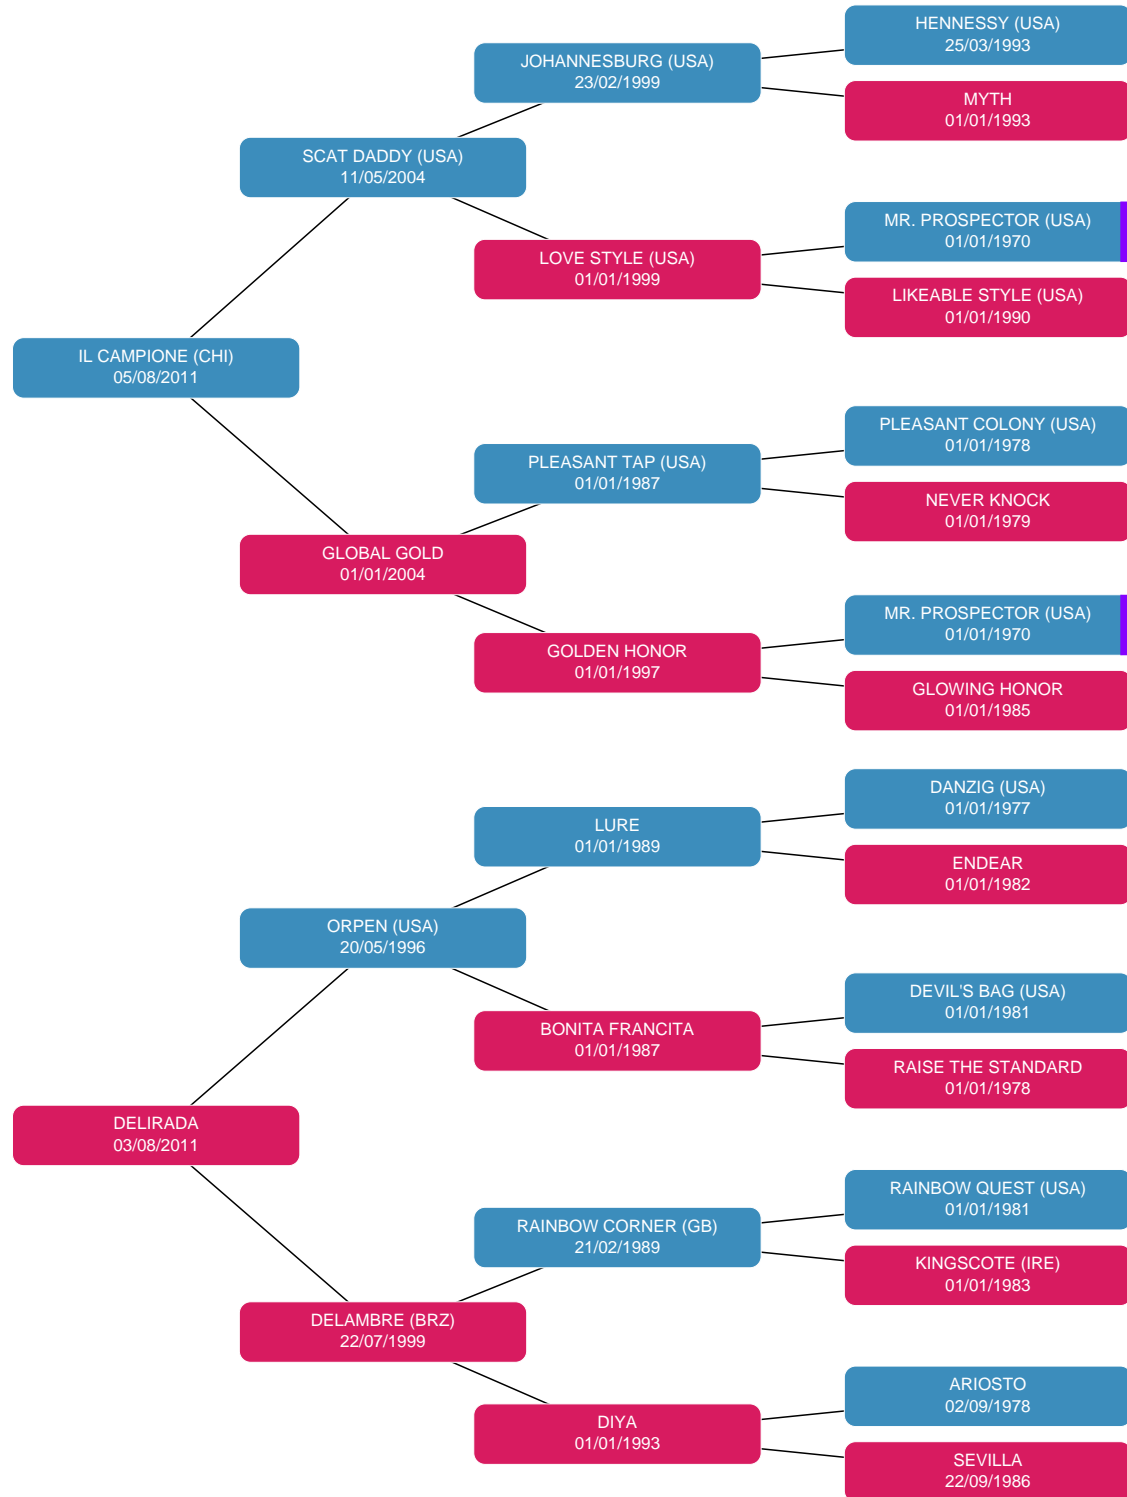 HENNESSY (USA)
25/03/1993
JOHANNESBURG (USA)
23/02/1999
MYTH
01/01/1993
SCAT DADDY (USA)
11/05/2004
MR. PROSPECTOR (USA)
01/01/1970
LOVE STYLE (USA)
01/01/1999
LIKEABLE STYLE (USA)
01/01/1990
IL CAMPIONE (CHI)
05/08/2011
PLEASANT COLONY (USA)
01/01/1978
PLEASANT TAP (USA)
01/01/1987
NEVER KNOCK
01/01/1979
GLOBAL GOLD
01/01/2004
MR. PROSPECTOR (USA)
01/01/1970
GOLDEN HONOR
01/01/1997
GLOWING HONOR
01/01/1985
DANZIG (USA)
01/01/1977
LURE
01/01/1989
ENDEAR
01/01/1982
ORPEN (USA)
20/05/1996
DEVIL'S BAG (USA)
01/01/1981
BONITA FRANCITA
01/01/1987
RAISE THE STANDARD
01/01/1978
DELIRADA
03/08/2011
RAINBOW QUEST (USA)
01/01/1981
RAINBOW CORNER (GB)
21/02/1989
KINGSCOTE (IRE)
01/01/1983
DELAMBRE (BRZ)
22/07/1999
ARIOSTO
02/09/1978
DIYA
01/01/1993
SEVILLA
22/09/1986